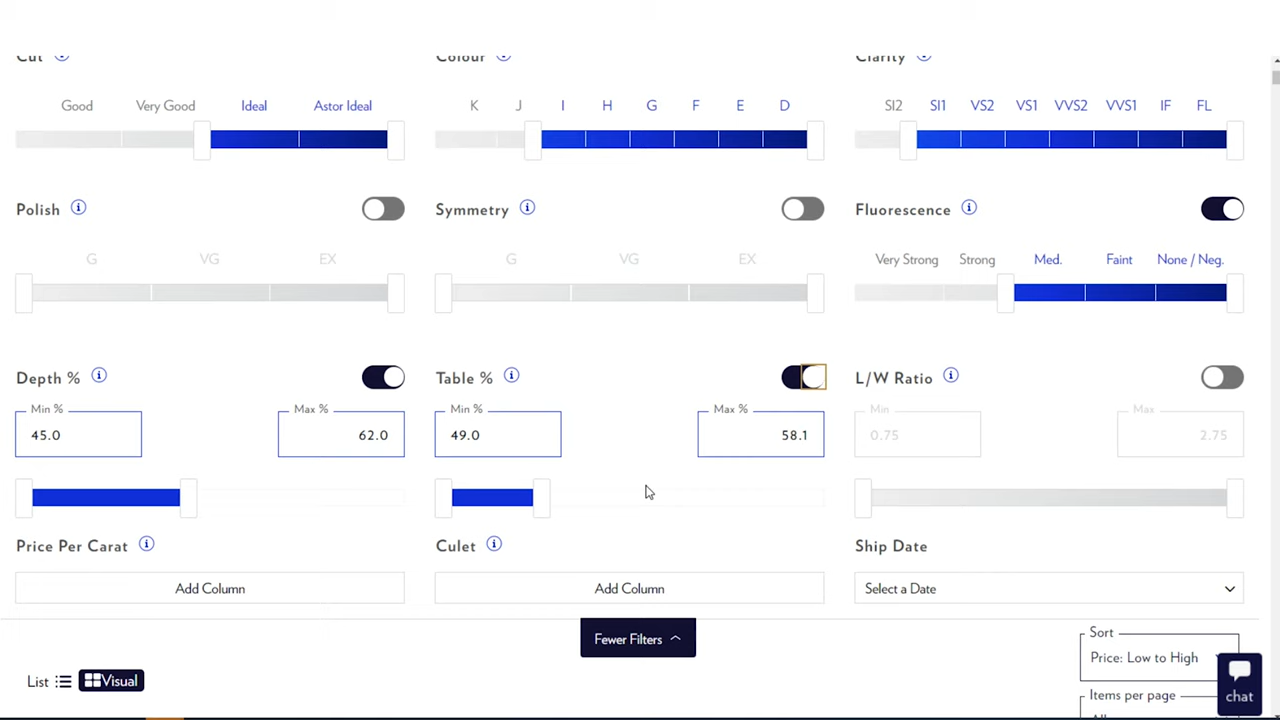 Cut
Colour
Clarity
Good Very Good Ideal Astor Ideal
K J I H G F E D
SI2 SI1 VS2 VS1 VVS2 VVS1 IF FL
Polish
Symmetry
Fluorescence
G VG EX
G VG EX
Very Strong Strong Med. Faint None / Neg.
Depth %
Table %
L/W Ratio
Min % Max %
Min % Max %
Min Max
45.0 62.0
49.0 58.1
0.75 2.75
Price Per Carat
Culet
Ship Date
Add Column
Add Column
Select a Date
Fewer Filters
Sort
Price: Low to High
List
Visual
Items per page
chat